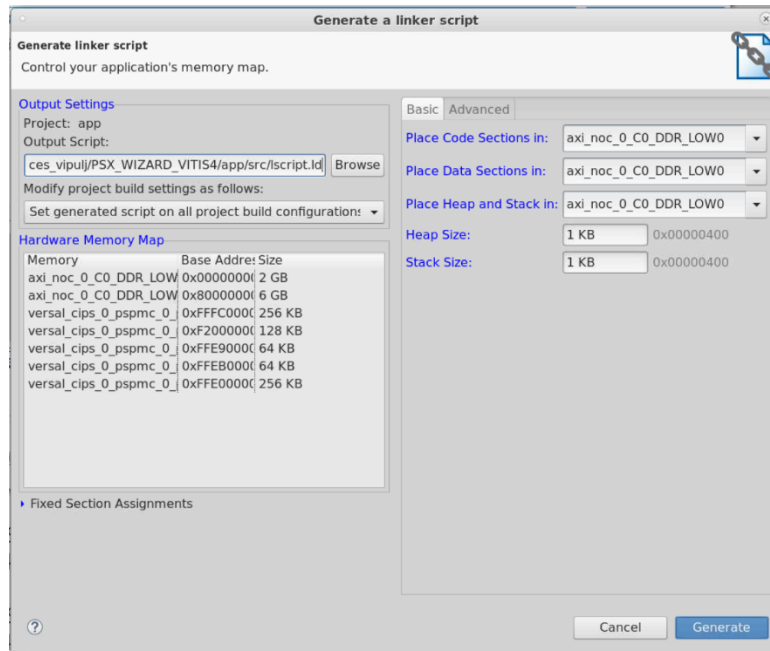 Generate a linker script
Generate linker script
Control your application's memory map.
Output Settings
Project: app
Output Script:
ces_vipulj/PSX_WIZARD_VITIS4/app/src/lscript.ld Browse
Modify project build settings as follows:
Set generated script on all project build configurations
Hardware Memory Map
Memory Base Addres Size
axi_noc_0_C0_DDR_LOW 0x0000000( 2 GB
axi_noc_0_C0_DDR_LOW 0x8000000( 6 GB
versal_cips_0_pspmc_0_ 0xFFFC000( 256 KB
versal_cips_0_pspmc_0_ 0xF200000( 128 KB
versal_cips_0_pspmc_0_ 0xFFE9000( 64 KB
versal_cips_0_pspmc_0_ 0xFFEB000( 64 KB
versal_cips_0_pspmc_0_ 0xFFE0000( 256 KB
Fixed Section Assignments
Basic Advanced
Place Code Sections in: axi_noc_0_C0_DDR_LOW0
Place Data Sections in: axi_noc_0_C0_DDR_LOW0
Place Heap and Stack in: axi_noc_0_C0_DDR_LOW0
Heap Size: 1 KB 0x00000400
Stack Size: 1 KB 0x00000400
? Cancel Generate